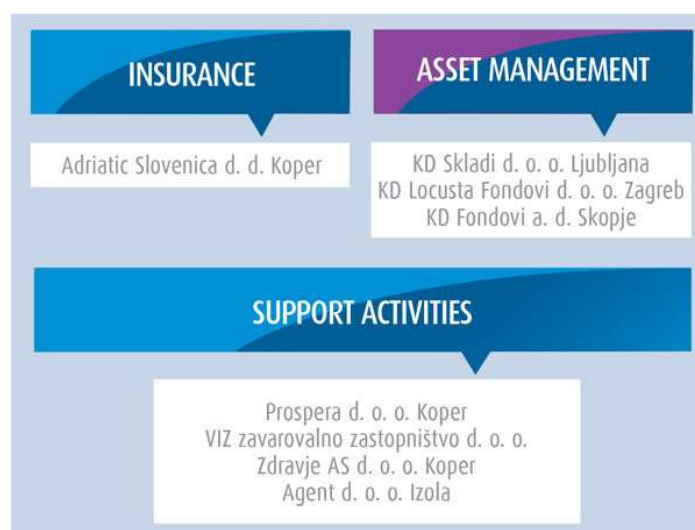 INSURANCE
Adriatic Slovenica d. d. Koper
ASSET MANAGEMENT
KD Skladi d. o. o. Ljubljana
KD Locusta Fondovi d. o. o. Zagreb
KD Fondovi a. d. Skopje
SUPPORT ACTIVITIES
Prospera d. o. o. Koper
VIZ zavarovalno zastopništvo d. o. o.
Zdravje AS d. o. o. Koper
Agent d. o. o. Izola